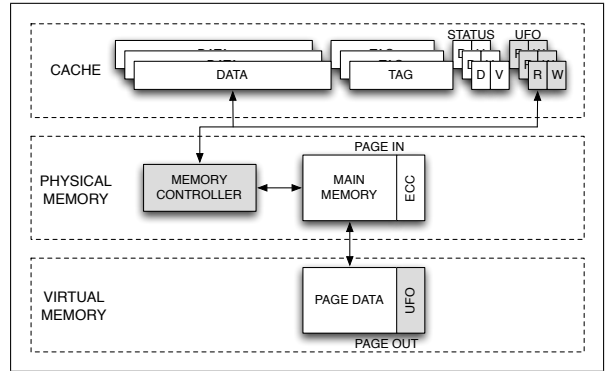 STATUS UFO
CACHE
DATA TAG D V R W
PAGE IN
PHYSICAL
MEMORY
MEMORY
CONTROLLER
MAIN
MEMORY
ECC
VIRTUAL
MEMORY
PAGE DATA
UFO
PAGE OUT